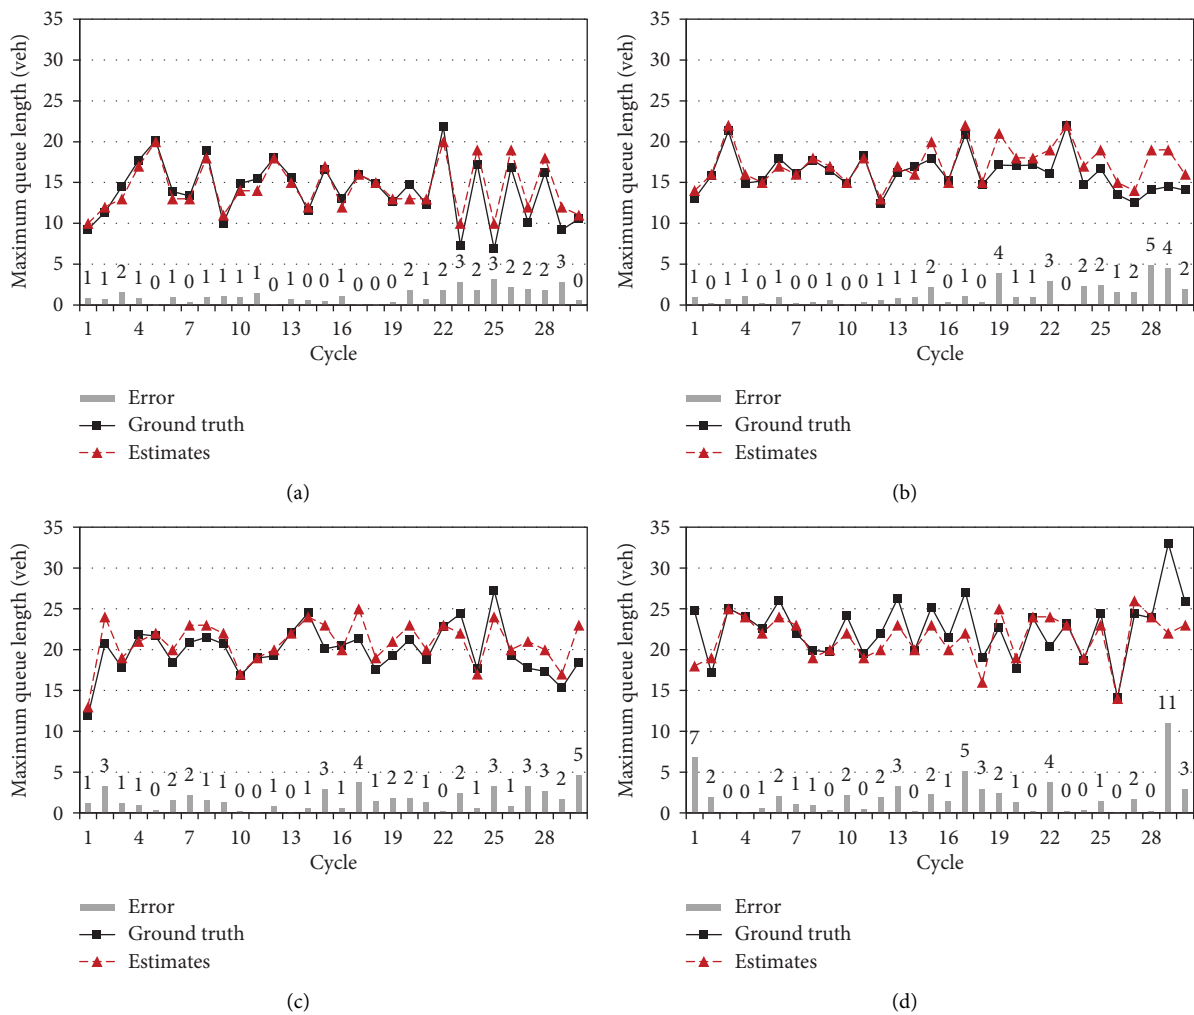 Maximum queue length (veh)
35
30
25
20
15
10
5
0
1 1 2 1 0 1 0 1 1 1 1 0 1 0 0 1 0 0 0 2 1 2 3 2 3 2 2 2 3 0
1 4 7 10 13 16 19 22 25 28
Cycle
Error
Ground truth
Estimates
(a)
Maximum queue length (veh)
35
30
25
20
15
10
5
0
1 0 1 1 0 1 0 0 1 0 0 1 1 1 2 0 1 0 4 1 1 3 0 2 2 1 2 5 4 2
1 4 7 10 13 16 19 22 25 28
Cycle
Error
Ground truth
Estimates
(b)
Maximum queue length (veh)
35
30
25
20
15
10
5
0
1 3 1 1 0 2 2 1 1 0 0 1 0 1 3 1 4 1 2 2 1 0 2 1 3 1 3 3 2 5
1 4 7 10 13 16 19 22 25 28
Cycle
Error
Ground truth
Estimates
(c)
Maximum queue length (veh)
35
30
25
20
15
10
5
0
7 2 0 0 1 2 1 1 0 2 0 2 3 0 2 1 5 3 2 1 0 4 0 0 1 0 2 0 11 3
1 4 7 10 13 16 19 22 25 28
Cycle
Error
Ground truth
Estimates
(d)